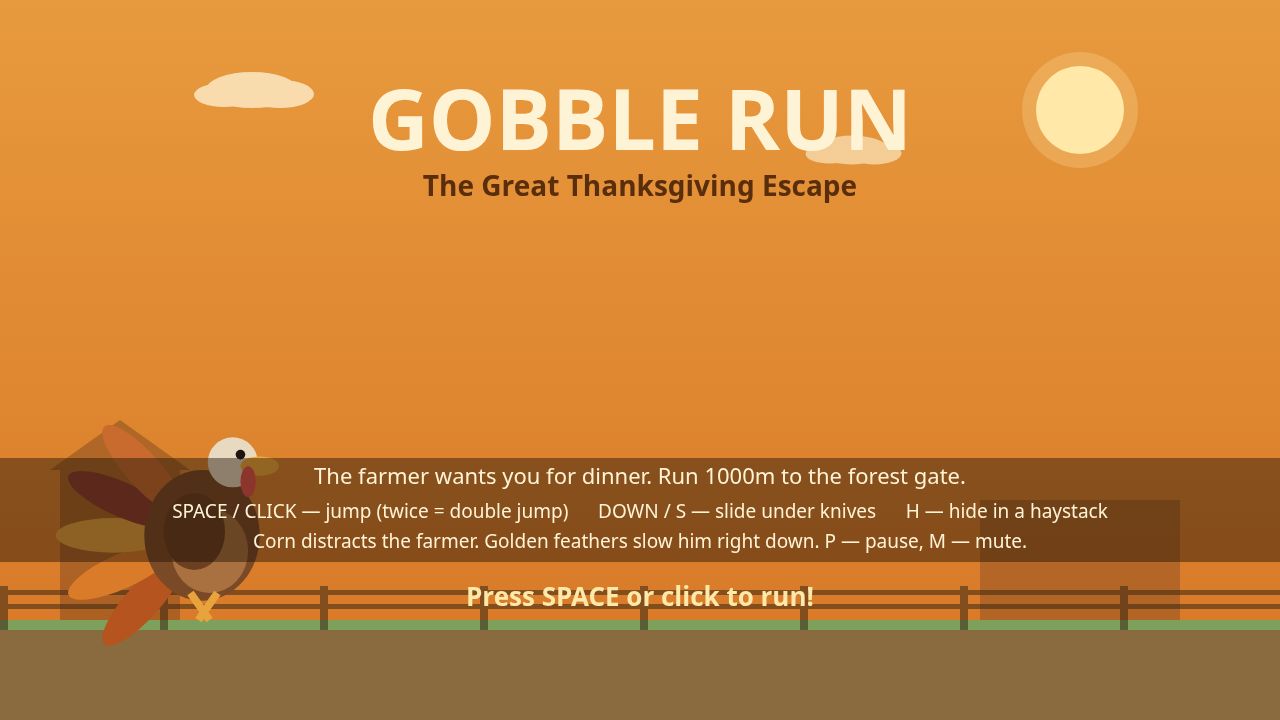 GOBBLE RUN
The Great Thanksgiving Escape
The farmer wants you for dinner. Run 1000m to the forest gate.
SPACE / CLICK — jump (twice = double jump)  DOWN / S — slide under knives  H — hide in a haystack
Corn distracts the farmer. Golden feathers slow him right down. P — pause, M — mute.
Press SPACE or click to run!